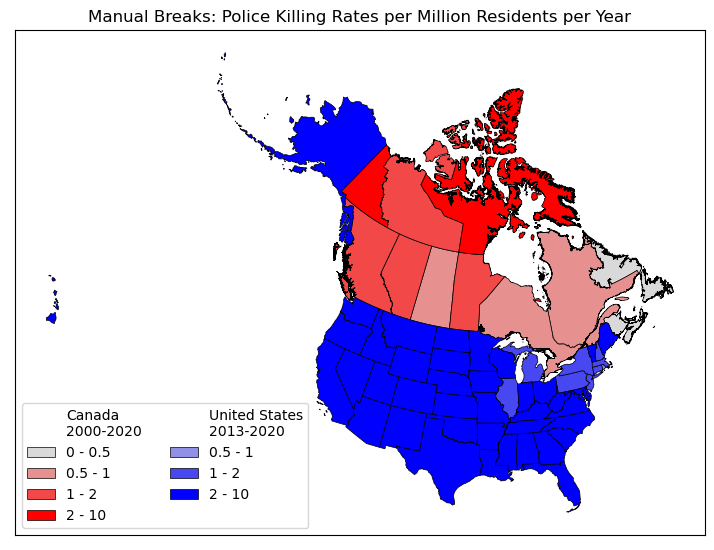 Manual Breaks: Police Killing Rates per Million Residents per Year
Canada
2000-2020
0 - 0.5
0.5 - 1
1 - 2
2 - 10
United States
2013-2020
0.5 - 1
1 - 2
2 - 10